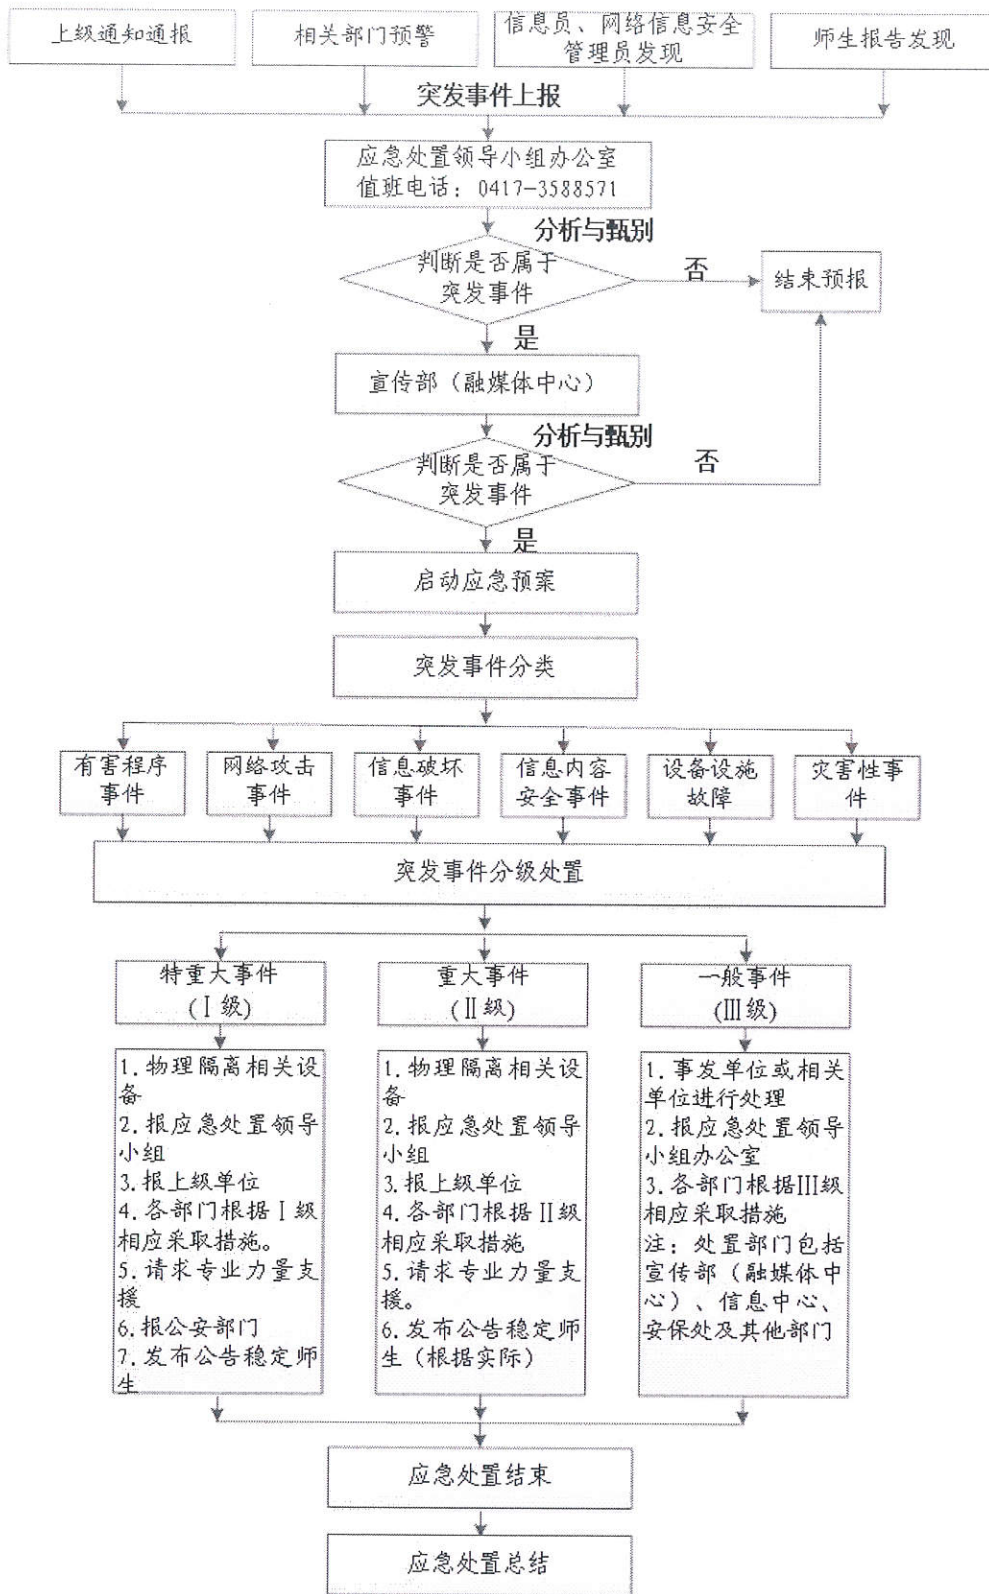 上级通知通报
相关部门预警
信息员、网络信息安全
管理员发现
师生报告发现
突发事件上报
应急处置领导小组办公室
值班电话：0417-3588571
分析与甄别
判断是否属于
突发事件
否
结束预报
是
宣传部（融媒体中心）
分析与甄别
判断是否属于
突发事件
否
是
启动应急预案
突发事件分类
有害程序
事件
网络攻击
事件
信息破坏
事件
信息内容
安全事件
设备设施
故障
灾害性事
件
突发事件分级处置
特重大事件
(Ⅰ级)
重大事件
(Ⅱ级)
一般事件
(Ⅲ级)
1.物理隔离相关设
备
2.报应急处置领导
小组
3.报上级单位
4.各部门根据Ⅰ级
相应采取措施。
5.请求专业力量支
援
6.报公安部门
7.发布公告稳定师
生
1.物理隔离相关设
备
2.报应急处置领导
小组
3.报上级单位
4.各部门根据Ⅱ级
相应采取措施
5.请求专业力量支
援。
6.发布公告稳定师
生（根据实际）
1.事发单位或相关
单位进行处理
2.报应急处置领导
小组办公室
3.各部门根据Ⅲ级
相应采取措施
注：处置部门包括
宣传部（融媒体中
心）、信息中心、
安保处及其他部门
应急处置结束
应急处置总结